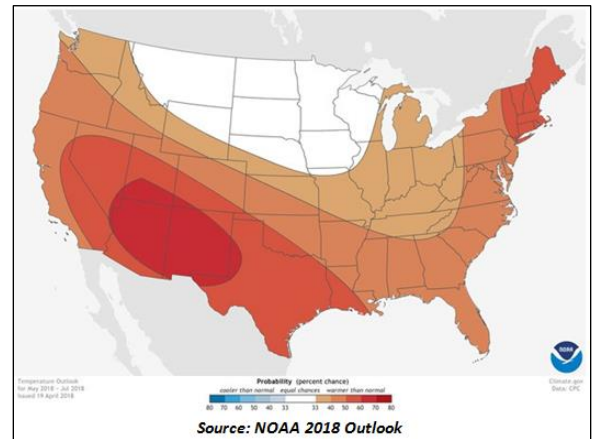 Temperature Outlook
for May 2018 - Jul 2018
Issued 19 April 2018
Probability (percent chance)
cooler than normal equal chances warmer than normal
80 70 60 50 40 33 33 40 50 60 70 80
Climate.gov
Data: CPC
Source: NOAA 2018 Outlook